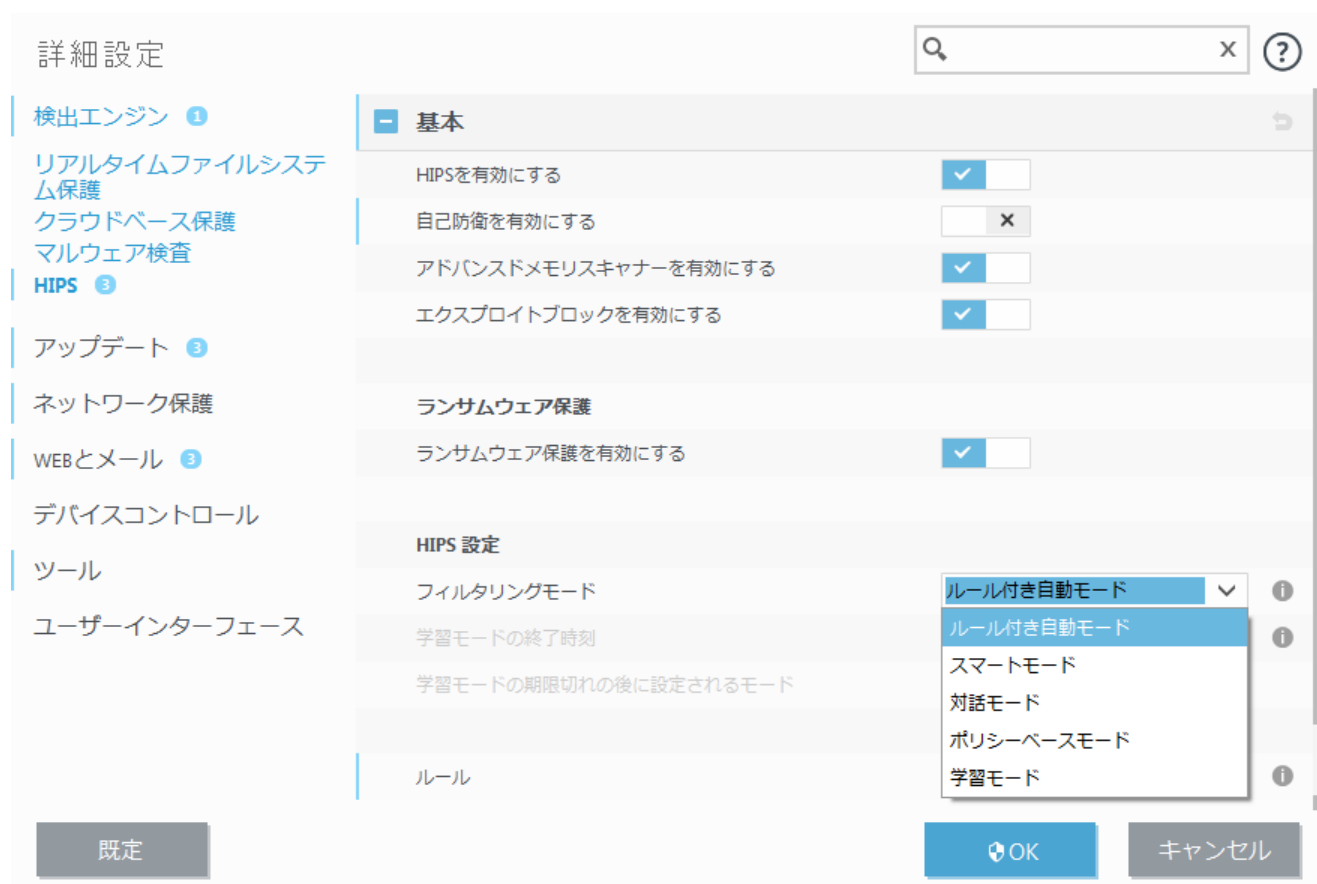 詳細設定
x
?
検出エンジン 1
リアルタイムファイルシステ
ム保護
クラウドベース保護
マルウェア検査
HIPS 3
アップデート 3
ネットワーク保護
WEBとメール 3
デバイスコントロール
ツール
ユーザーインターフェース
基本
HIPSを有効にする
自己防衛を有効にする
アドバンスドメモリスキャナーを有効にする
エクスプロイトブロックを有効にする
ランサムウェア保護
ランサムウェア保護を有効にする
HIPS 設定
フィルタリングモード
ルール付き自動モード
学習モードの終了時刻
学習モードの期限切れの後に設定されるモード
ルール
ルール付き自動モード
スマートモード
対話モード
ポリシーベースモード
学習モード
既定
OK
キャンセル